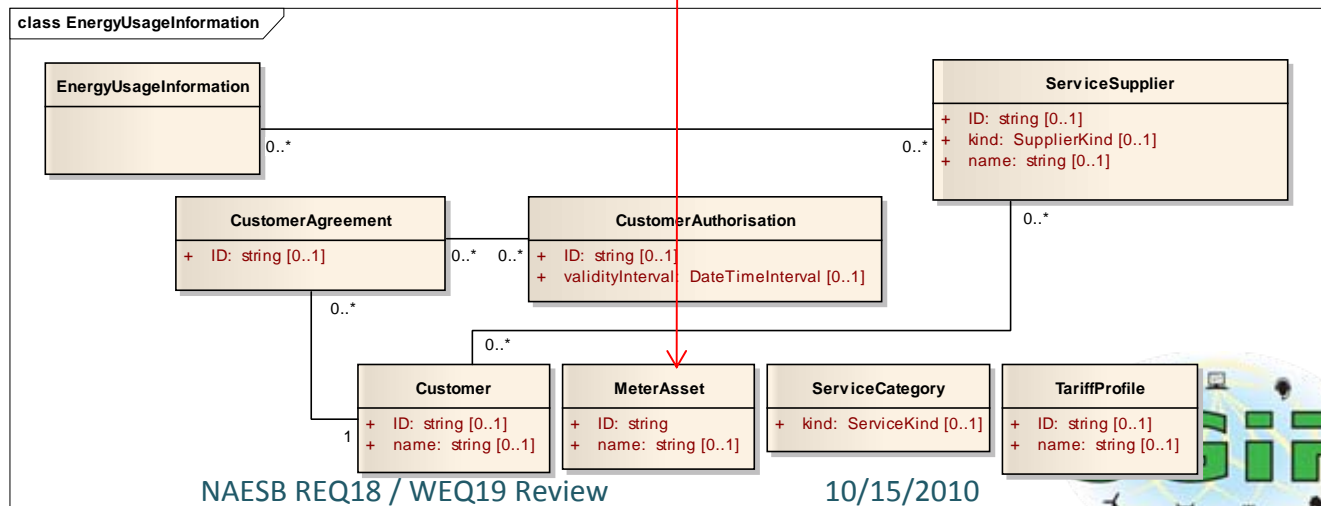 class EnergyUsageInformation
EnergyUsageInformation
0..*
ServiceSupplier
+ ID: string [0..1]
+ kind: SupplierKind [0..1]
+ name: string [0..1]
0..*
0..*
CustomerAgreement
+ ID: string [0..1]
0..*
0..*
CustomerAuthorisation
+ ID: string [0..1]
+ validityInterval: DateTimeInterval [0..1]
0..*
1
0..*
Customer
+ ID: string [0..1]
+ name: string [0..1]
MeterAsset
+ ID: string
+ name: string [0..1]
ServiceCategory
+ kind: ServiceKind [0..1]
TariffProfile
+ ID: string [0..1]
+ name: string [0..1]
NAESB REQ18 / WEQ19 Review
10/15/2010